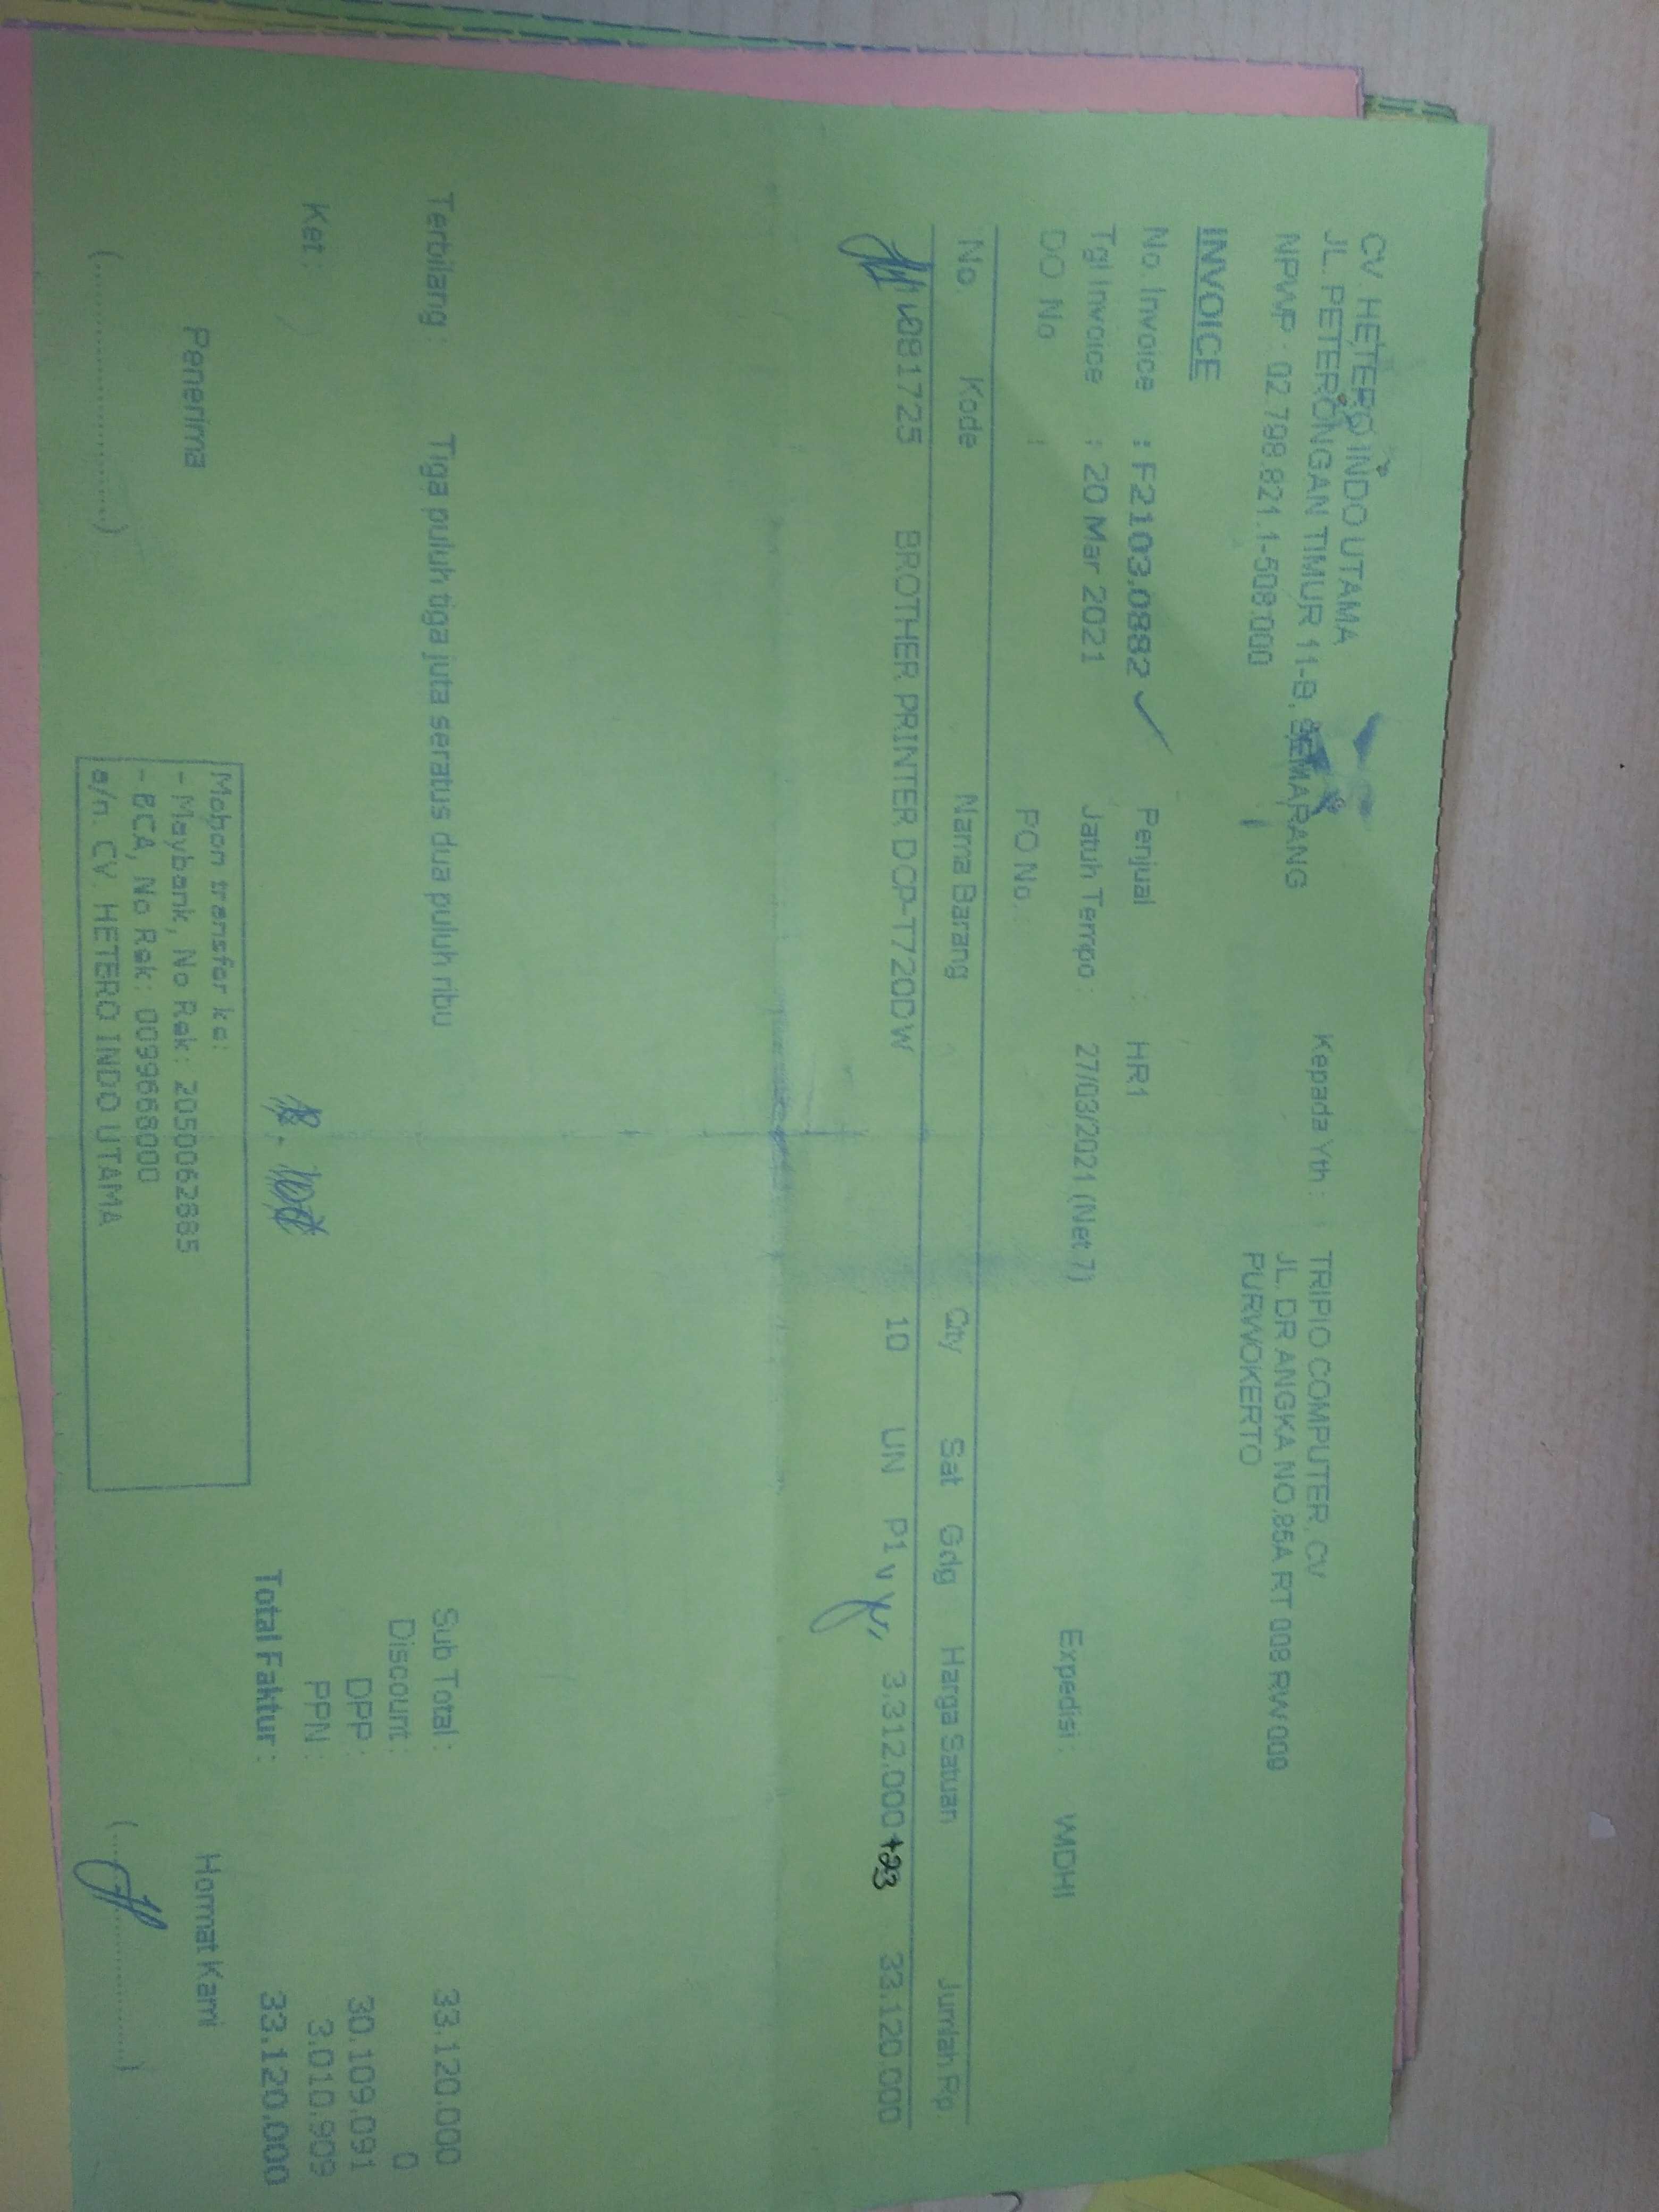 CV. HETERO INDO UTAMA
JL. PETERONGAN TIMUR 11-B, SEMARANG
NPWP : 02.798.821.1-508.000
Kepada Yth : TRIPIO COMPUTER, CV
JL. DR ANGKA NO.85A RT 008 RW 009
PURWOKERTO
INVOICE
No. Invoice : F2103.0882 Penjual : HR1
Tgl Invoice : 20 Mar 2021 Jatuh Tempo : 27/03/2021 (Net 7) Expedisi : WIDHI
DO No : PO No. :
No. Kode Nama Barang Qty Sat Gdg Harga Satuan Jumlah Rp.
081725 BROTHER PRINTER DCP-T720DW 10 UN P1 3.312.000 +33 33.120.000
Terbilang : Tiga puluh tiga juta seratus dua puluh ribu
Sub Total : 33.120.000
Discount : 0
DPP : 30.109.091
Ket : PPN : 3.010.909
Total Faktur : 33.120.000
Penerima
Mohon transfer ke:
- Maybank, No Rek: 2050062885
- BCA, No Rek: 0099668000
a/n. CV. HETERO INDO UTAMA
Hormat Kami
(....................) (....................)